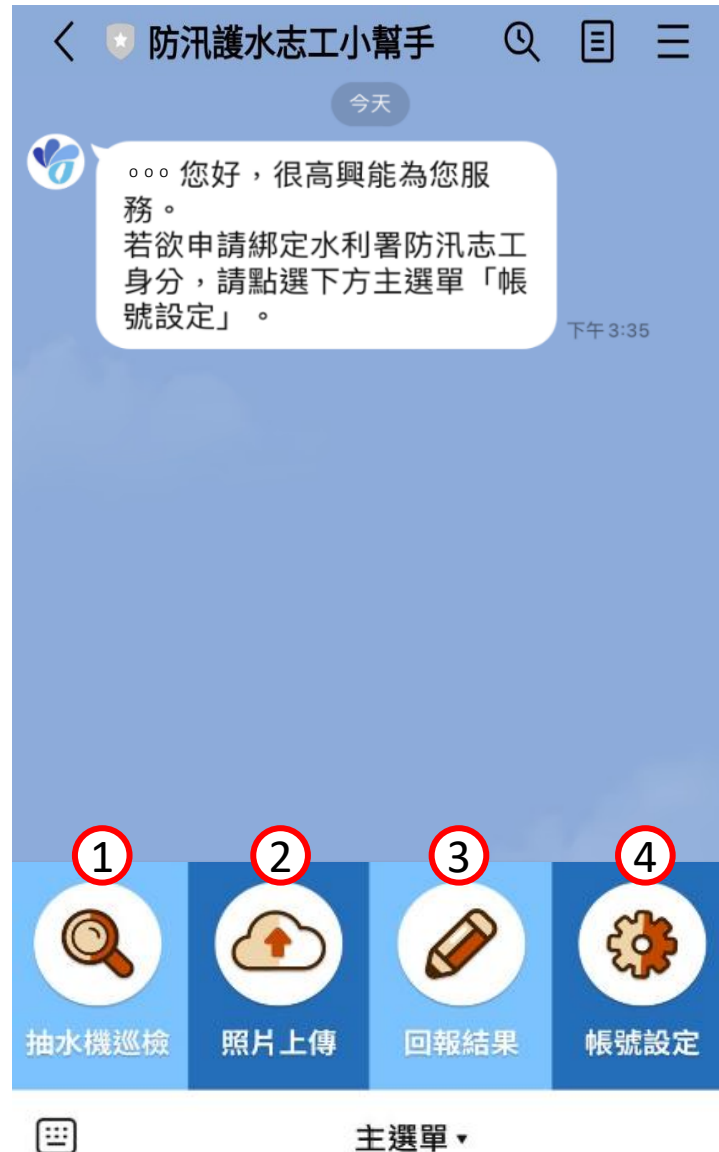 防汛護水志工小幫手
今天
。。。您好，很高興能為您服
務。
若欲申請綁定水利署防汛志工
身分，請點選下方主選單「帳
號設定」。
下午 3:35
1 2 3 4
抽水機巡檢 照片上傳 回報結果 帳號設定
主選單▼